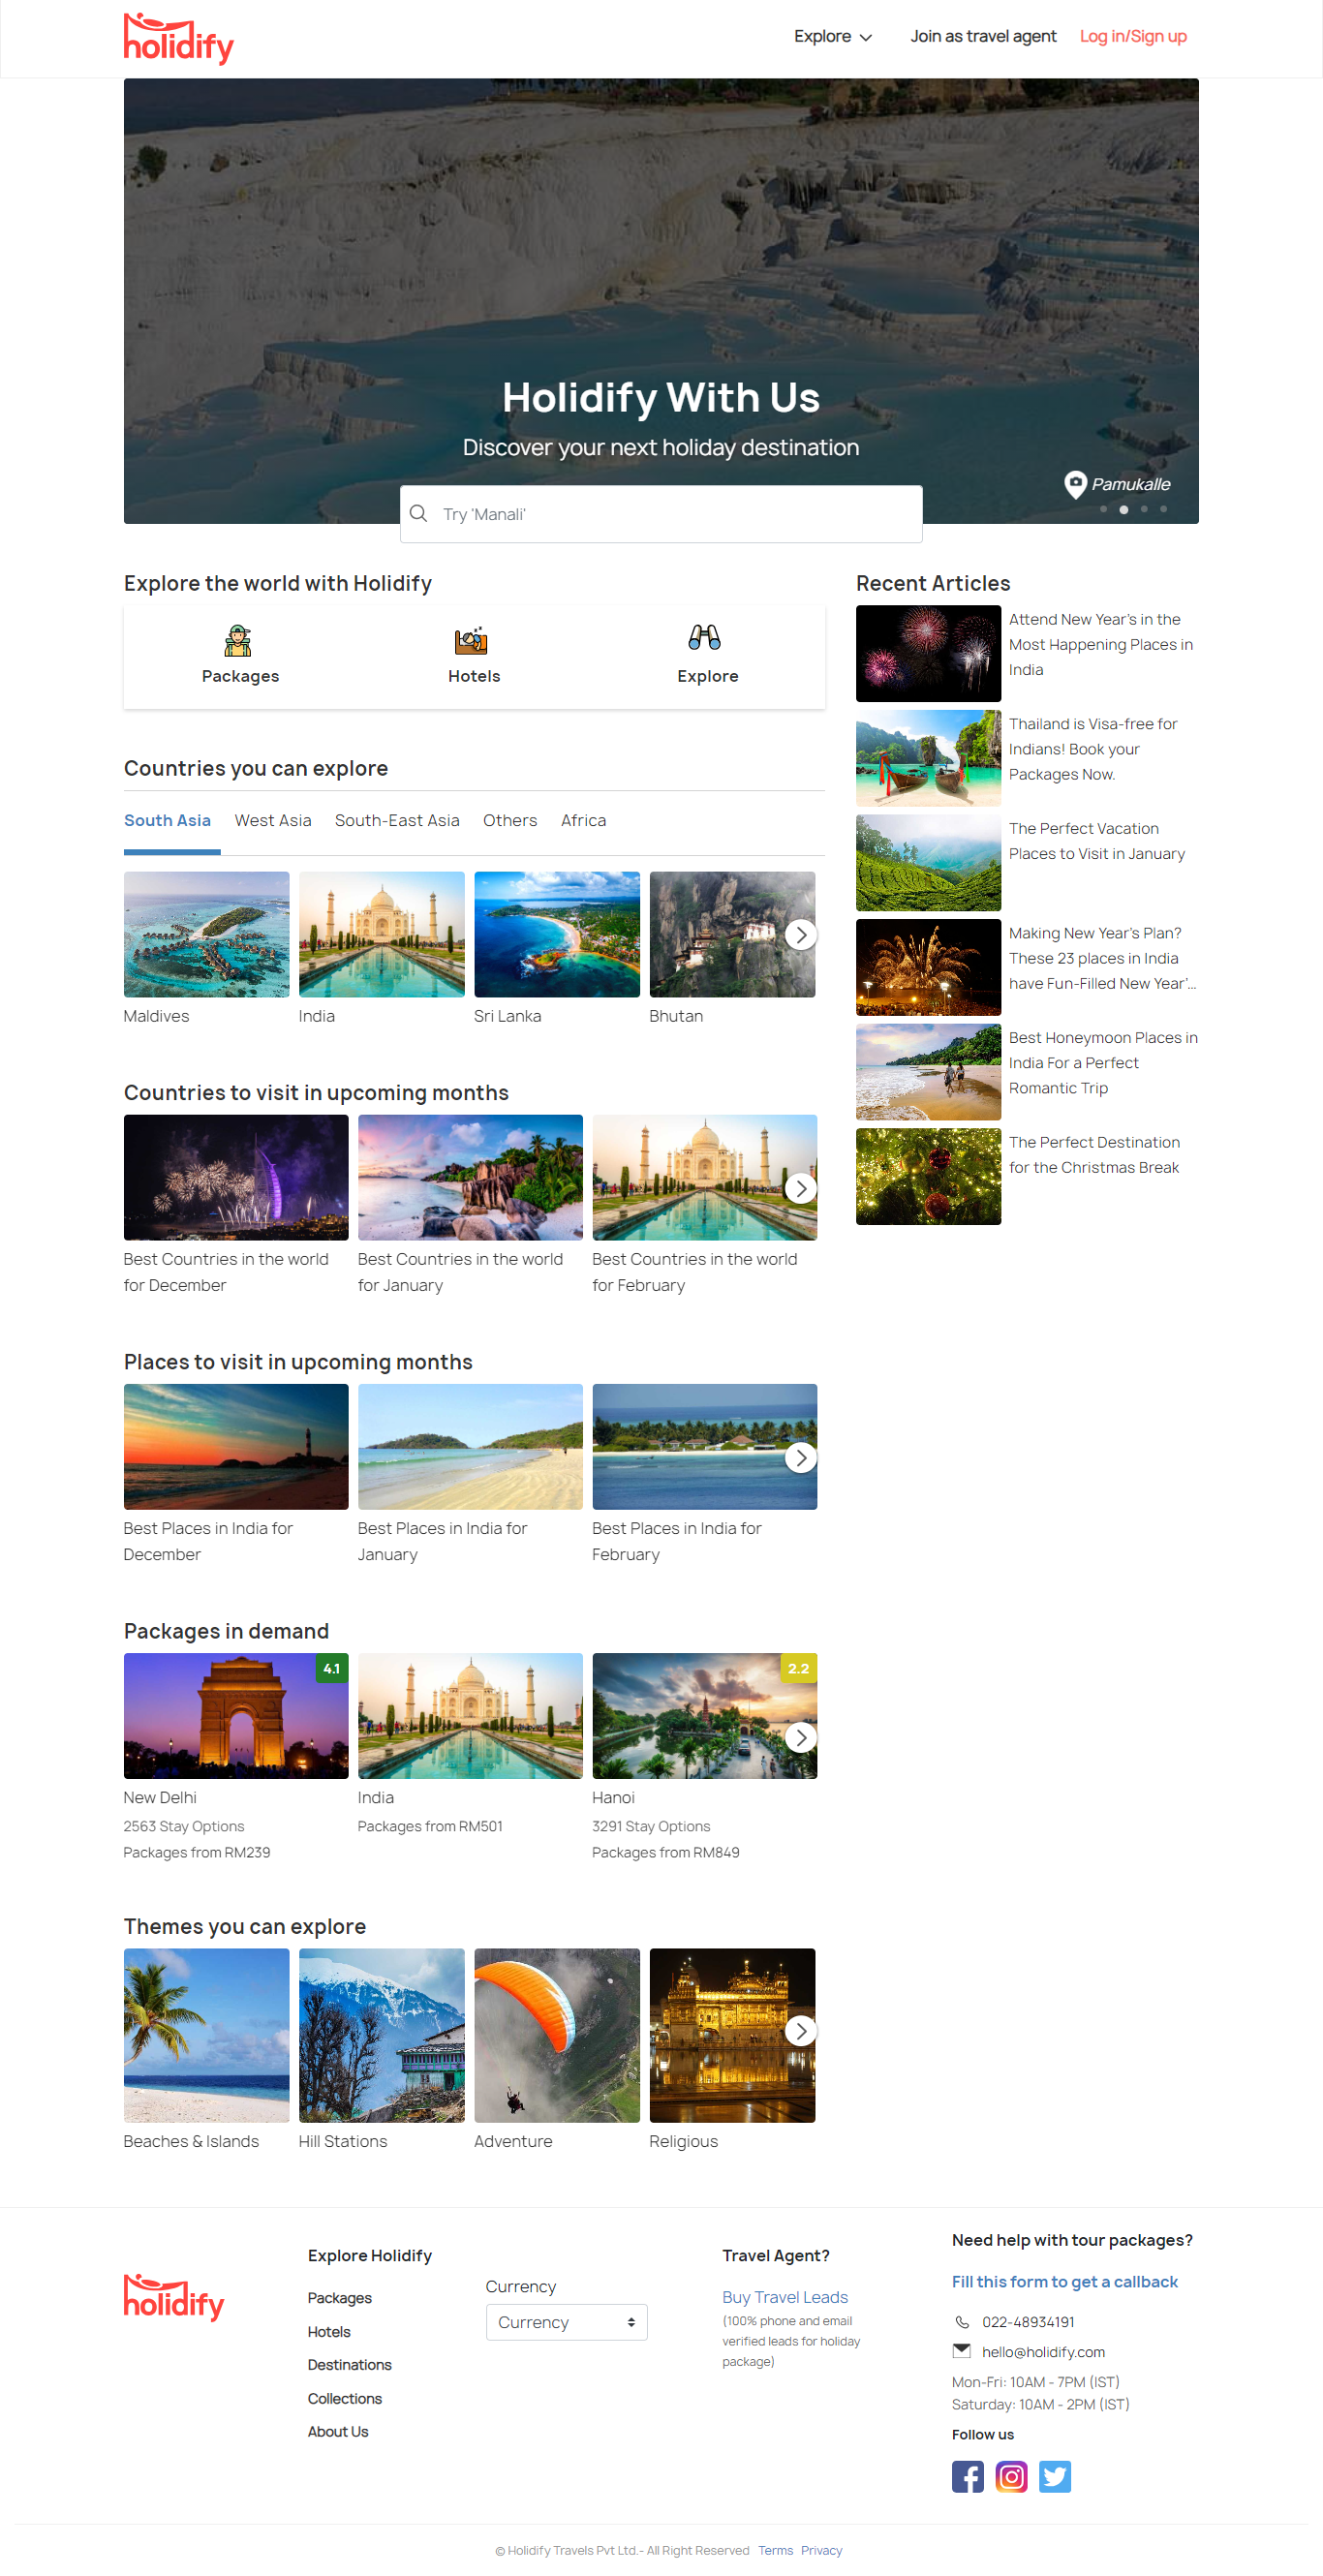 holidify
Explore
Join as travel agent
Log in/Sign up
Holidify With Us
Discover your next holiday destination
Pamukalle
Try 'Manali'
Explore the world with Holidify
Packages
Hotels
Explore
Countries you can explore
South Asia
West Asia
South-East Asia
Others
Africa
Maldives
India
Sri Lanka
Bhutan
Countries to visit in upcoming months
Best Countries in the world
for December
Best Countries in the world
for January
Best Countries in the world
for February
Places to visit in upcoming months
Best Places in India for
December
Best Places in India for
January
Best Places in India for
February
Packages in demand
4.1
New Delhi
2563 Stay Options
Packages from RM239
India
Packages from RM501
2.2
Hanoi
3291 Stay Options
Packages from RM849
Themes you can explore
Beaches & Islands
Hill Stations
Adventure
Religious
Recent Articles
Attend New Year's in the
Most Happening Places in
India
Thailand is Visa-free for
Indians! Book your
Packages Now.
The Perfect Vacation
Places to Visit in January
Making New Year's Plan?
These 23 places in India
have Fun-Filled New Year'...
Best Honeymoon Places in
India For a Perfect
Romantic Trip
The Perfect Destination
for the Christmas Break
holidify
Explore Holidify
Packages
Hotels
Destinations
Collections
About Us
Currency
Currency
Travel Agent?
Buy Travel Leads
(100% phone and email
verified leads for holiday
package)
Need help with tour packages?
Fill this form to get a callback
022-48934191
hello@holidify.com
Mon-Fri: 10AM - 7PM (IST)
Saturday: 10AM - 2PM (IST)
Follow us
© Holidify Travels Pvt Ltd.- All Right Reserved Terms Privacy